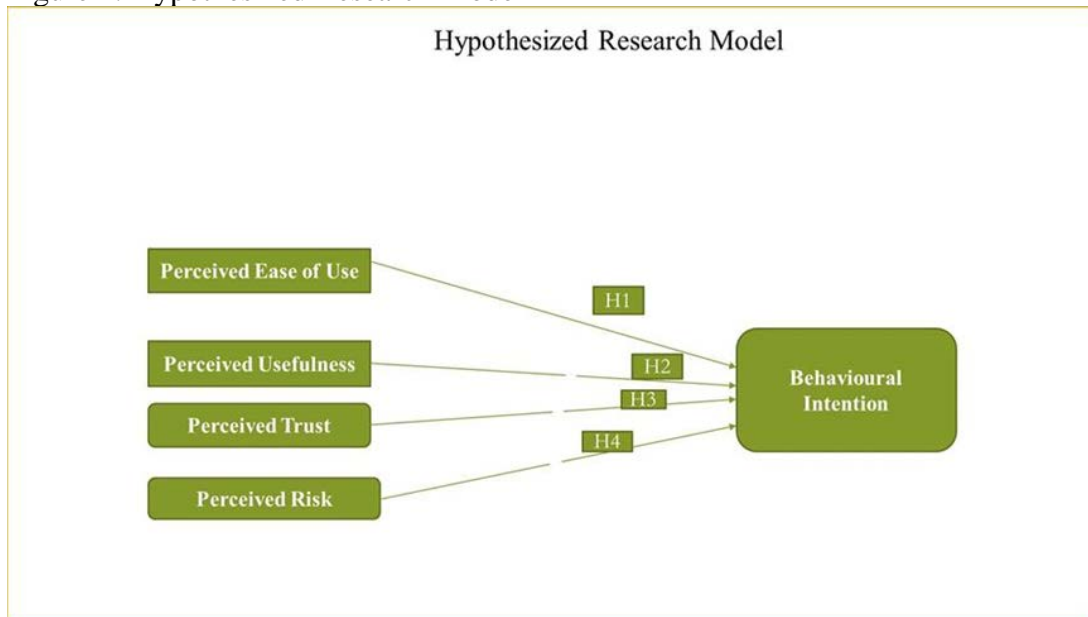 Hypothesized Research Model
Perceived Ease of Use
H1
Perceived Usefulness
H2
Behavioural
Intention
H3
Perceived Trust
H4
Perceived Risk